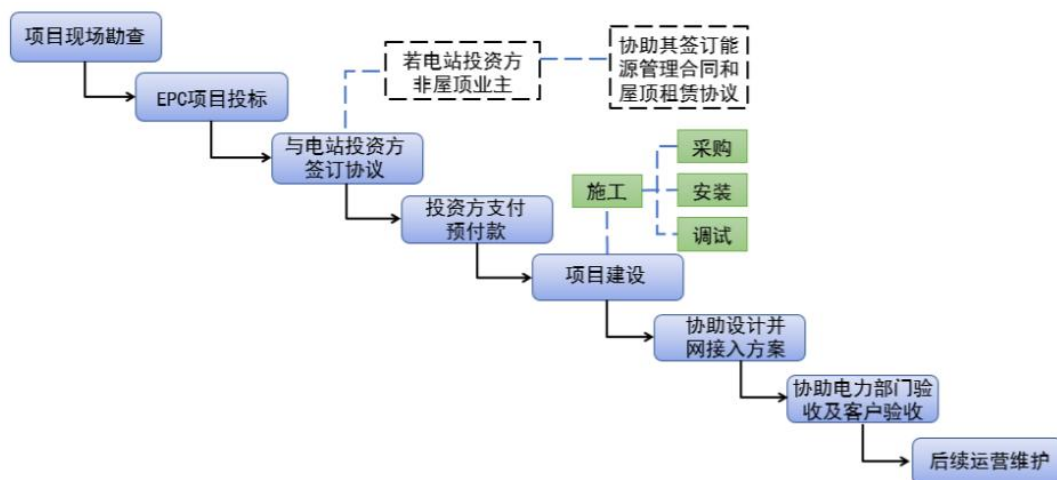 项目现场勘查
EPC项目投标
若电站投资方
非屋顶业主
协助其签订能
源管理合同和
屋顶租赁协议
与电站投资方
签订协议
投资方支付
预付款
施工
采购
安装
调试
项目建设
协助设计并
网接入方案
协助电力部门验
收及客户验收
后续运营维护